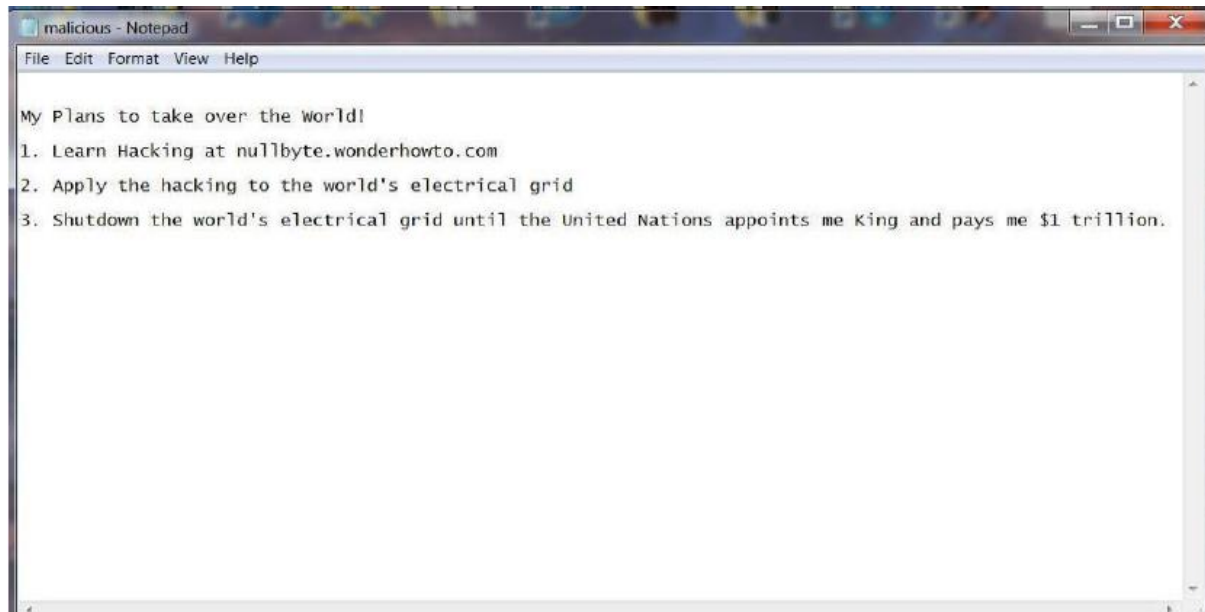 malicious - Notepad
File Edit Format View Help
My Plans to take over the World!
1. Learn Hacking at nullbyte.wonderhowto.com
2. Apply the hacking to the world's electrical grid
3. Shutdown the world's electrical grid until the United Nations appoints me King and pays me $1 trillion.